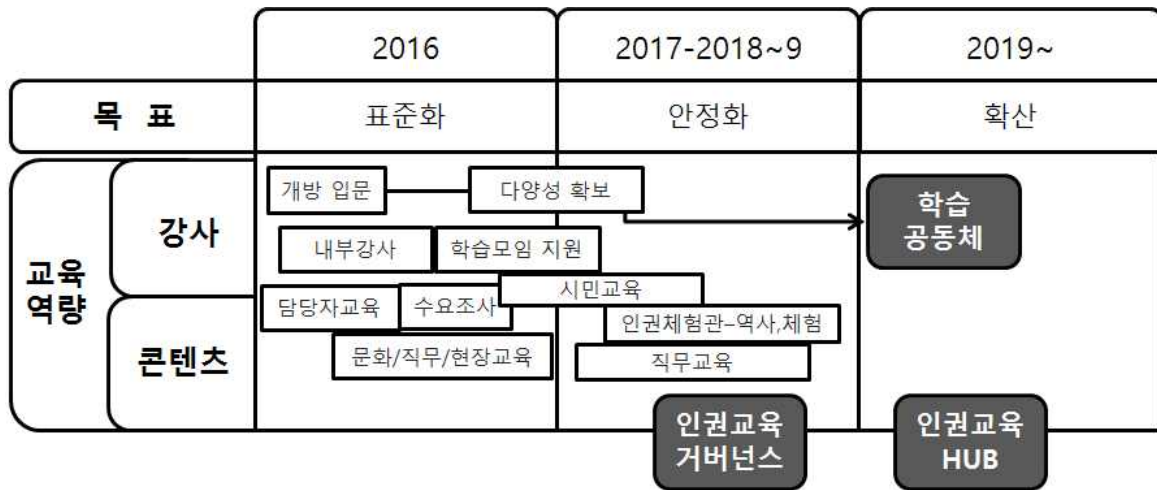 2016
2017-2018~9
2019~
목 표
표준화
안정화
확산
교육
역량
강사
개방 입문
다양성 확보
학습
공동체
내부강사
학습모임 지원
시민교육
담당자교육
수요조사
인권체험관–역사,체험
콘텐츠
문화/직무/현장교육
직무교육
인권교육
거버넌스
인권교육
HUB